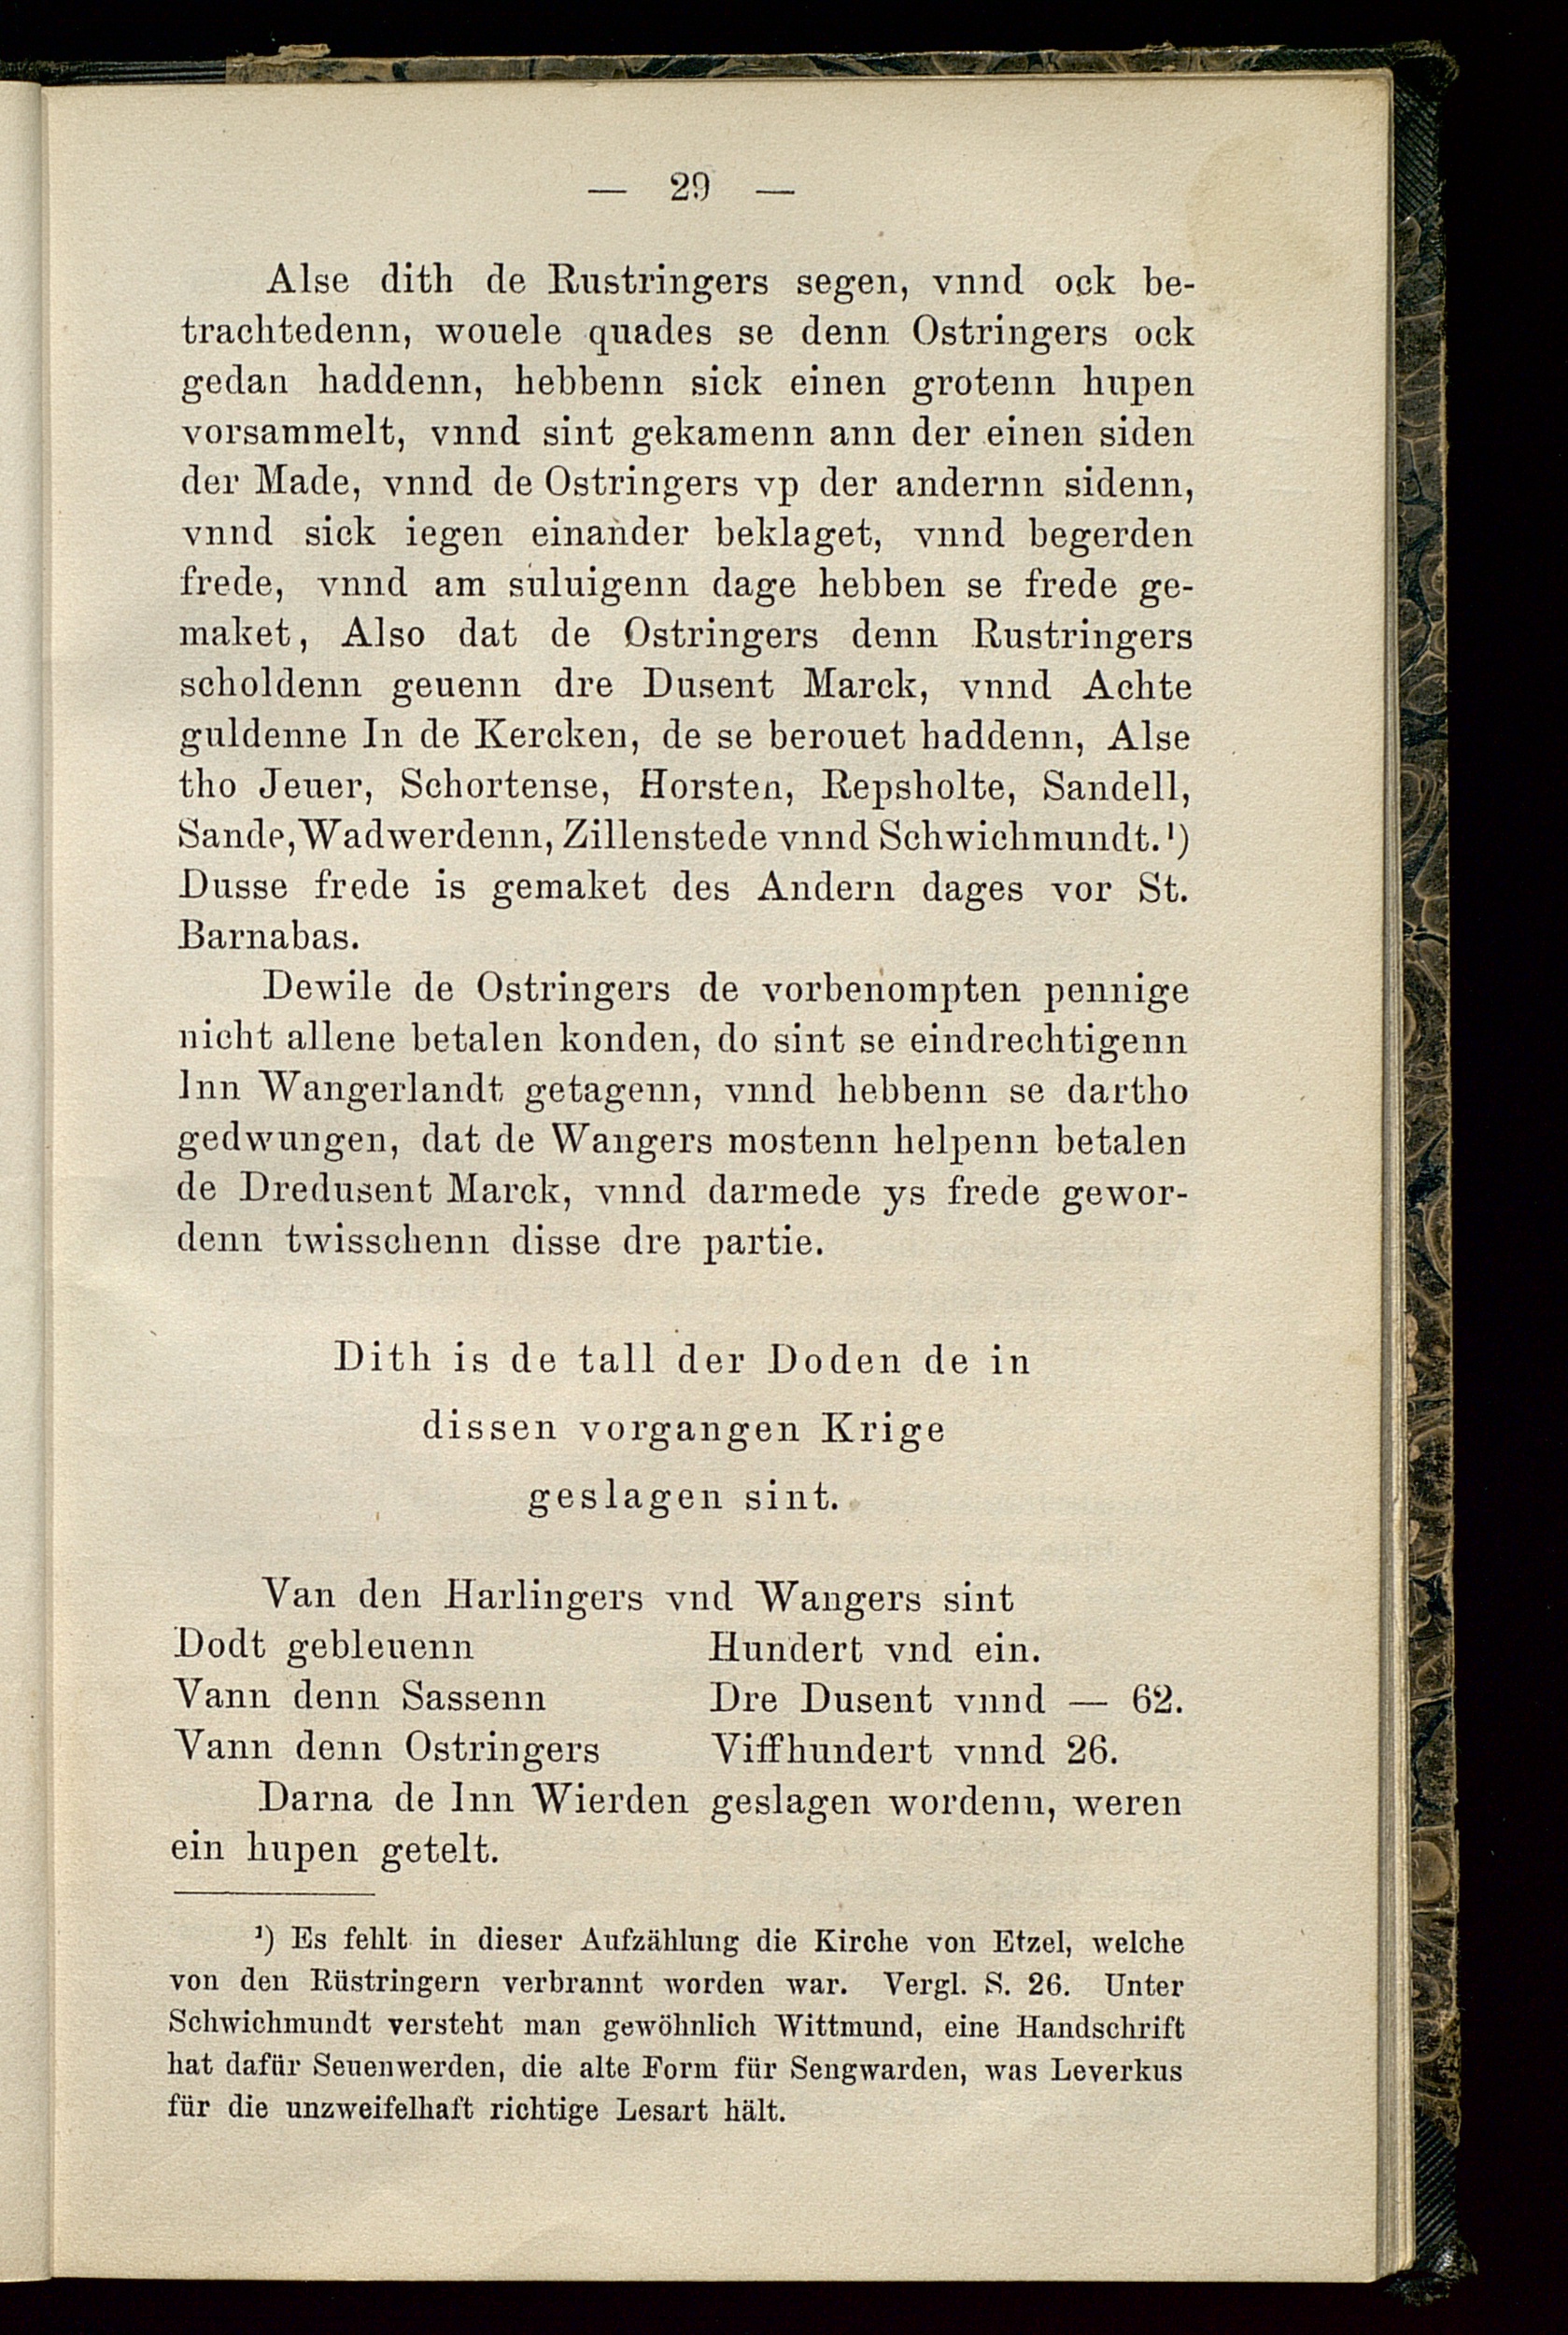 — 29 —
Alse dith de Rustringers segen, vnnd ock be-
trachtedenn, wouele quades se denn Ostringers ock
gedan haddenn, hebbenn sick einen grotenn hupen
vorsammelt, vnnd sint gekamenn ann der einen siden
der Made, vnnd de Ostringers vp der andernn sidenn,
vnnd sick iegen einander beklaget, vnnd begerden
frede, vnnd am suluigenn dage hebben se frede ge-
maket, Also dat de Ostringers denn Rustringers
scholdenn geuenn dre Dusent Marck, vnnd Achte
guldenne In de Kercken, de se berouet haddenn, Alse
tho Jeuer, Schortense, Horsten, Repsholte, Sandell,
Sande, Wadwerdenn, Zillenstede vnnd Schwichmundt.¹)
Dusse frede is gemaket des Andern dages vor St.
Barnabas.
Dewile de Ostringers de vorbenompten pennige
nicht allene betalen konden, do sint se eindrechtigenn
Inn Wangerlandt getagenn, vnnd hebbenn se dartho
gedwungen, dat de Wangers mostenn helpenn betalen
de Dredusent Marck, vnnd darmede ys frede gewor-
denn twisschenn disse dre partie.
Dith is de tall der Doden de in
dissen vorgangen Krige
geslagen sint.
Van den Harlingers vnd Wangers sint
Dodt gebleuenn Hundert vnd ein.
Vann denn Sassenn Dre Dusent vnnd — 62.
Vann denn Ostringers Viffhundert vnnd 26.
Darna de Inn Wierden geslagen wordenn, weren
ein hupen getelt.
¹) Es fehlt in dieser Aufzählung die Kirche von Etzel, welche
von den Rüstringern verbrannt worden war. Vergl. S. 26. Unter
Schwichmundt versteht man gewöhnlich Wittmund, eine Handschrift
hat dafür Seuenwerden, die alte Form für Sengwarden, was Leverkus
für die unzweifelhaft richtige Lesart hält.